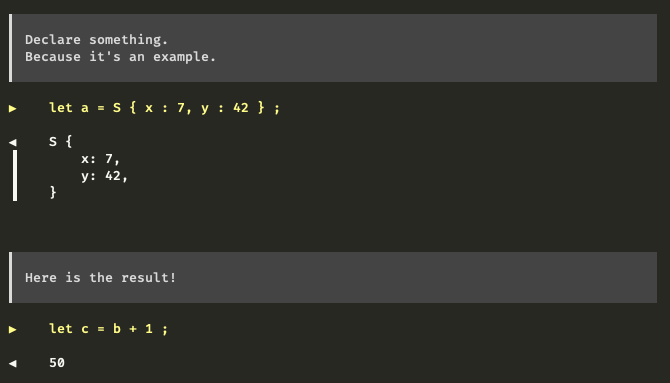 Declare something.
Because it's an example.
▶ let a = S { x : 7, y : 42 } ;
◀ S {
x: 7,
y: 42,
}
Here is the result!
▶ let c = b + 1 ;
◀ 50